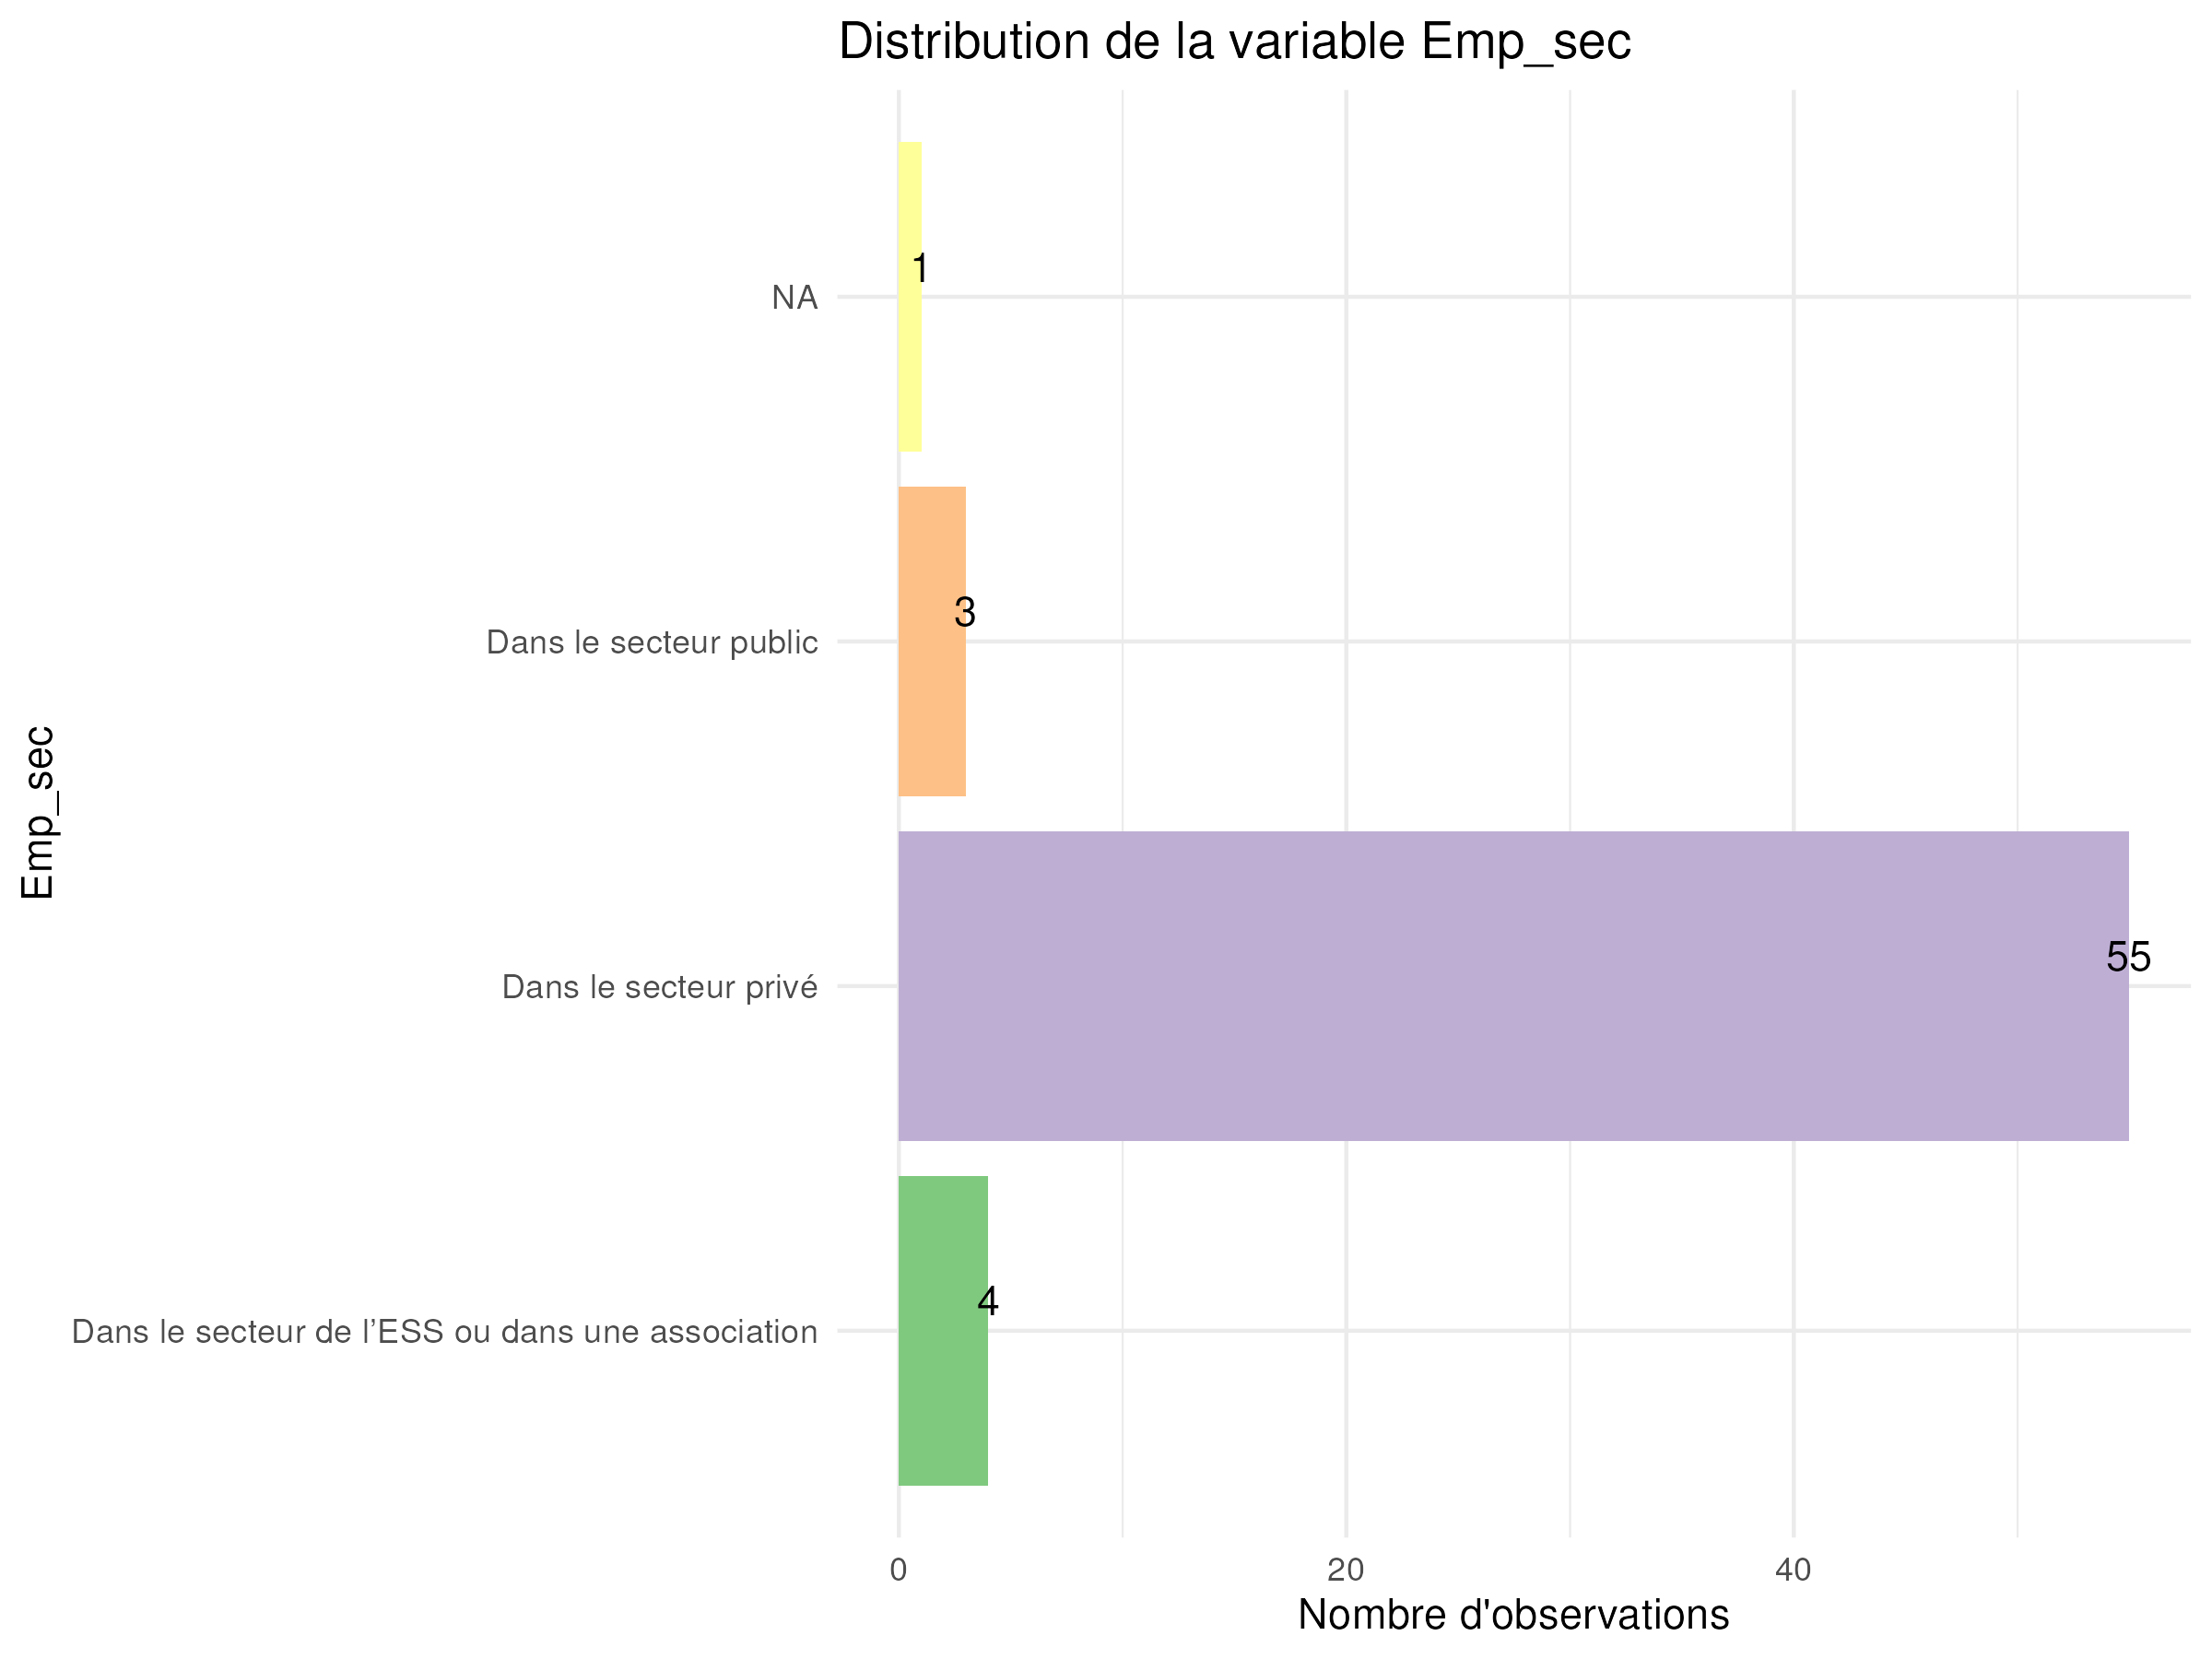 Distribution de la variable Emp_sec
NA
1
Dans le secteur public
3
Emp_sec
Dans le secteur privé
55
Dans le secteur de l’ESS ou dans une association
4
0
20
40
Nombre d'observations